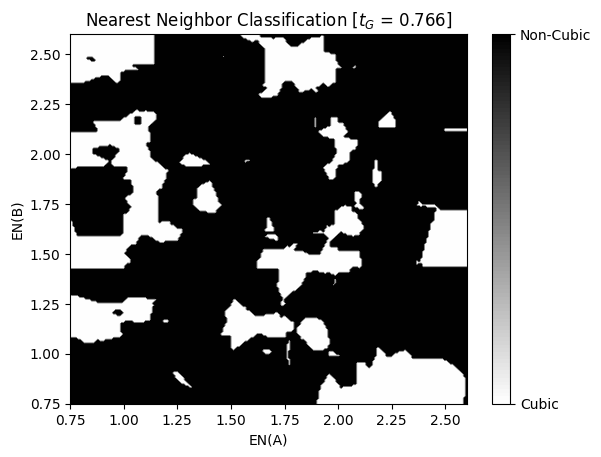 Nearest Neighbor Classification [t_G = 0.766]
Non-Cubic
2.50
2.25
2.00
1.75
1.50
1.25
1.00
0.75
EN(B)
Cubic
0.75 1.00 1.25 1.50 1.75 2.00 2.25 2.50
EN(A)